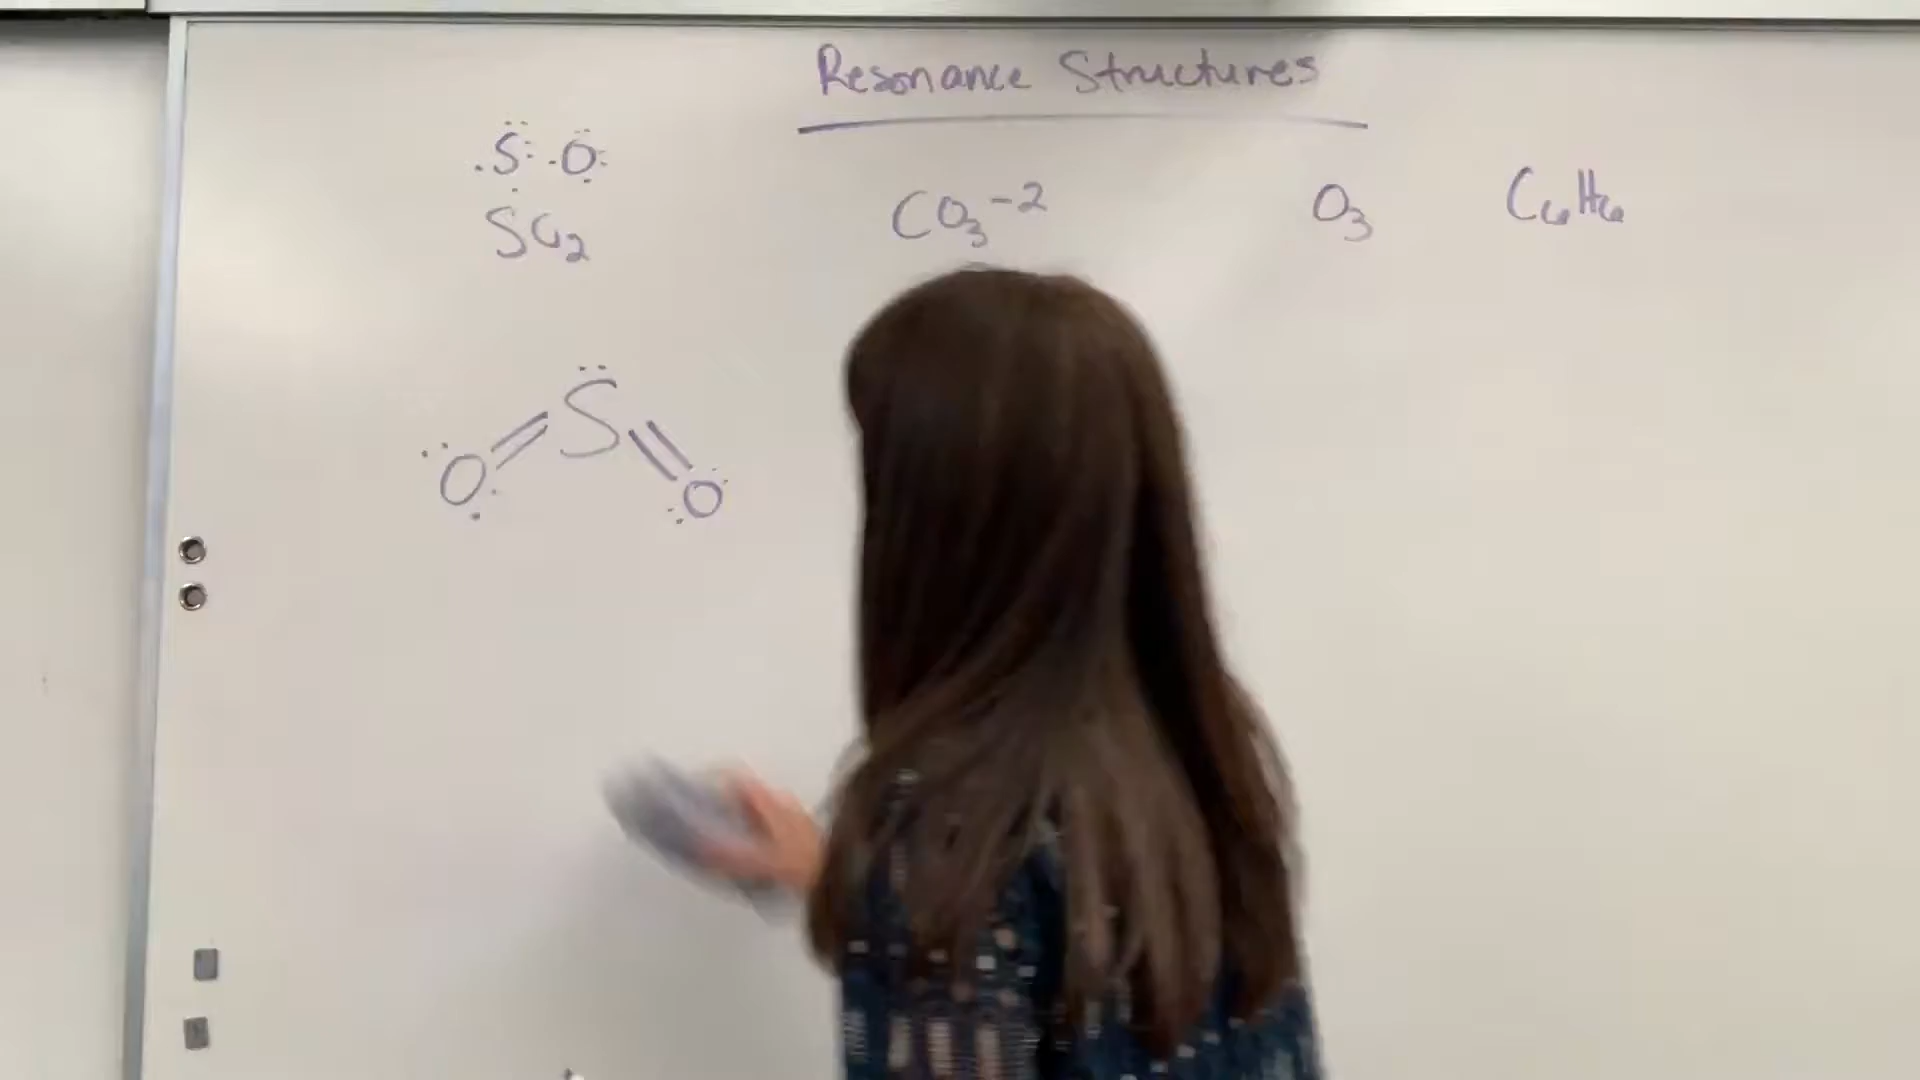 Resonance Structures
S O
SO₂ CO₃⁻² O₃ C₆H₆
S
O O